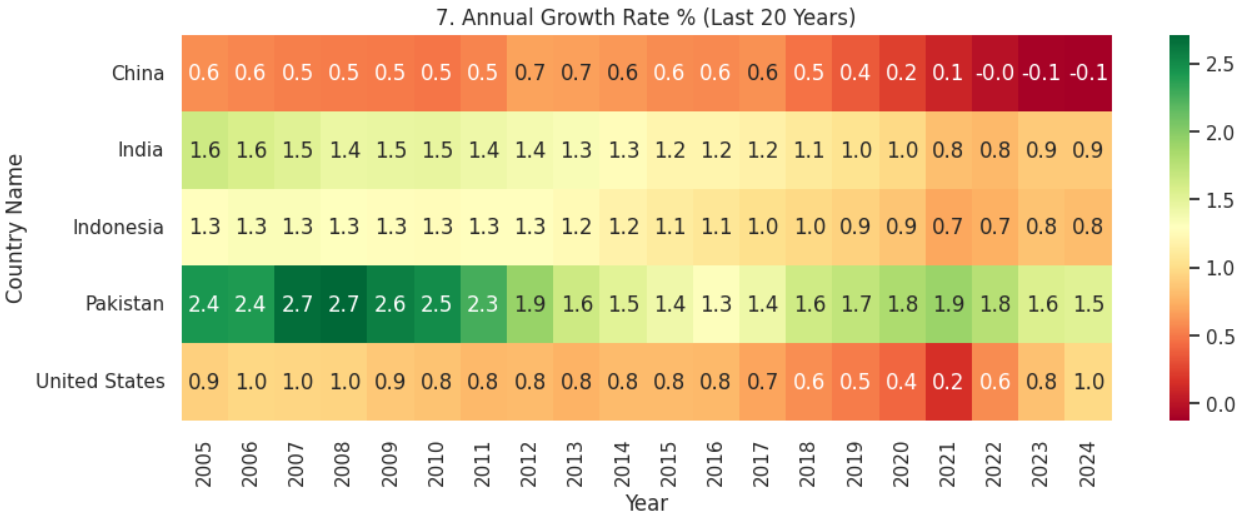 7. Annual Growth Rate % (Last 20 Years)
China 0.6 0.6 0.5 0.5 0.5 0.5 0.5 0.7 0.7 0.6 0.6 0.6 0.6 0.5 0.4 0.2 0.1 -0.0 -0.1 -0.1
India 1.6 1.6 1.5 1.4 1.5 1.5 1.4 1.4 1.3 1.3 1.2 1.2 1.2 1.1 1.0 1.0 0.8 0.8 0.9 0.9
Indonesia 1.3 1.3 1.3 1.3 1.3 1.3 1.3 1.3 1.2 1.2 1.1 1.1 1.0 1.0 0.9 0.9 0.7 0.7 0.8 0.8
Pakistan 2.4 2.4 2.7 2.7 2.6 2.5 2.3 1.9 1.6 1.5 1.4 1.3 1.4 1.6 1.7 1.8 1.9 1.8 1.6 1.5
United States 0.9 1.0 1.0 1.0 0.9 0.8 0.8 0.8 0.8 0.8 0.8 0.8 0.7 0.6 0.5 0.4 0.2 0.6 0.8 1.0
2005 2006 2007 2008 2009 2010 2011 2012 2013 2014 2015 2016 2017 2018 2019 2020 2021 2022 2023 2024
Year
Country Name
2.5
2.0
1.5
1.0
0.5
0.0